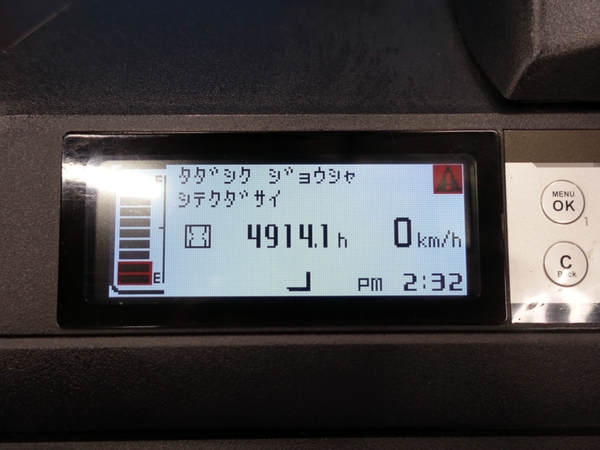 タダシク ジョウシャ
シテクダサイ
4914.1 h
0 km/h
E
PM 2:32
MENU
OK
C
Back